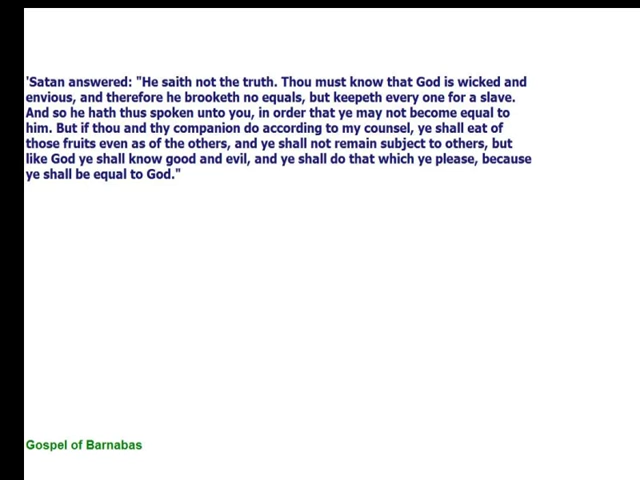 'Satan answered: "He saith not the truth. Thou must know that God is wicked and
envious, and therefore he brooketh no equals, but keepeth every one for a slave.
And so he hath thus spoken unto you, in order that ye may not become equal to
him. But if thou and thy companion do according to my counsel, ye shall eat of
those fruits even as of the others, and ye shall not remain subject to others, but
like God ye shall know good and evil, and ye shall do that which ye please, because
ye shall be equal to God."
Gospel of Barnabas